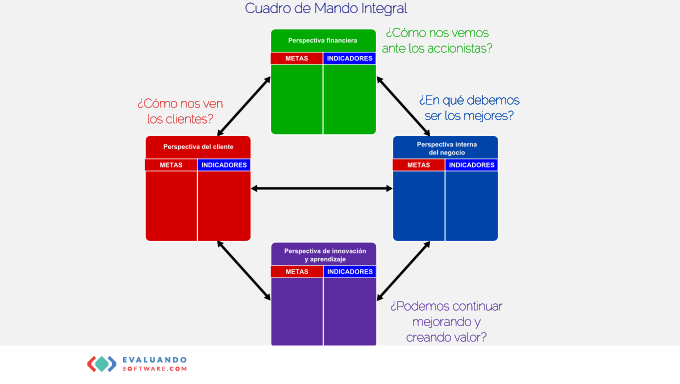 Cuadro de Mando Integral
Perspectiva financiera
METAS INDICADORES
¿Cómo nos vemos
ante los accionistas?
¿Cómo nos ven
los clientes?
Perspectiva del cliente
METAS INDICADORES
¿En qué debemos
ser los mejores?
Perspectiva interna
del negocio
METAS INDICADORES
Perspectiva de innovación
y aprendizaje
METAS INDICADORES
¿Podemos continuar
mejorando y
creando valor?
EVALUANDO
SOFTWARE.COM